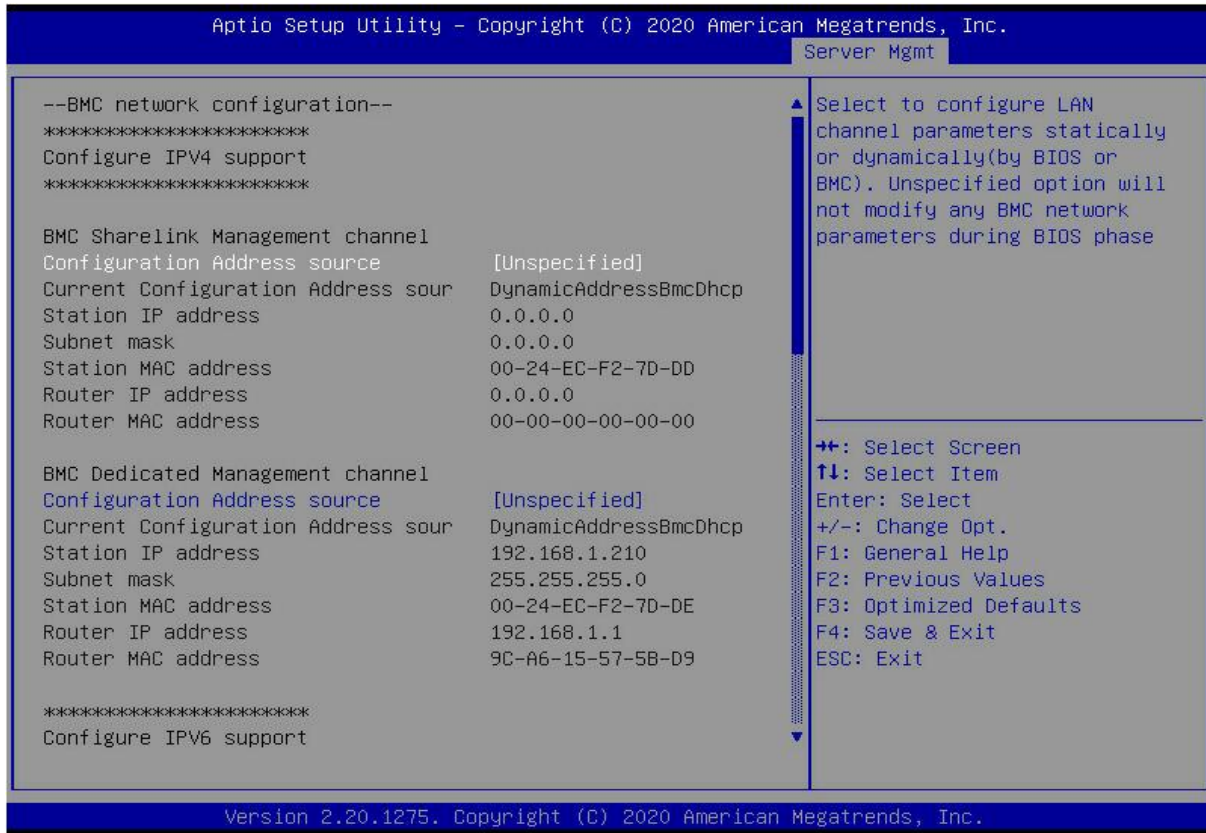 Aptio Setup Utility – Copyright (C) 2020 American Megatrends, Inc.
Server Mgmt
--BMC network configuration--
**********************
Configure IPV4 support
**********************
BMC Sharelink Management channel
Configuration Address source [Unspecified]
Current Configuration Address sour DynamicAddressBmcDhcp
Station IP address 0.0.0.0
Subnet mask 0.0.0.0
Station MAC address 00-24-EC-F2-7D-DD
Router IP address 0.0.0.0
Router MAC address 00-00-00-00-00-00
BMC Dedicated Management channel
Configuration Address source [Unspecified]
Current Configuration Address sour DynamicAddressBmcDhcp
Station IP address 192.168.1.210
Subnet mask 255.255.255.0
Station MAC address 00-24-EC-F2-7D-DE
Router IP address 192.168.1.1
Router MAC address 9C-A6-15-57-5B-D9
**********************
Configure IPV6 support
Select to configure LAN
channel parameters statically
or dynamically(by BIOS or
BMC). Unspecified option will
not modify any BMC network
parameters during BIOS phase
→←: Select Screen
↑↓: Select Item
Enter: Select
+/-: Change Opt.
F1: General Help
F2: Previous Values
F3: Optimized Defaults
F4: Save & Exit
ESC: Exit
Version 2.20.1275. Copyright (C) 2020 American Megatrends, Inc.